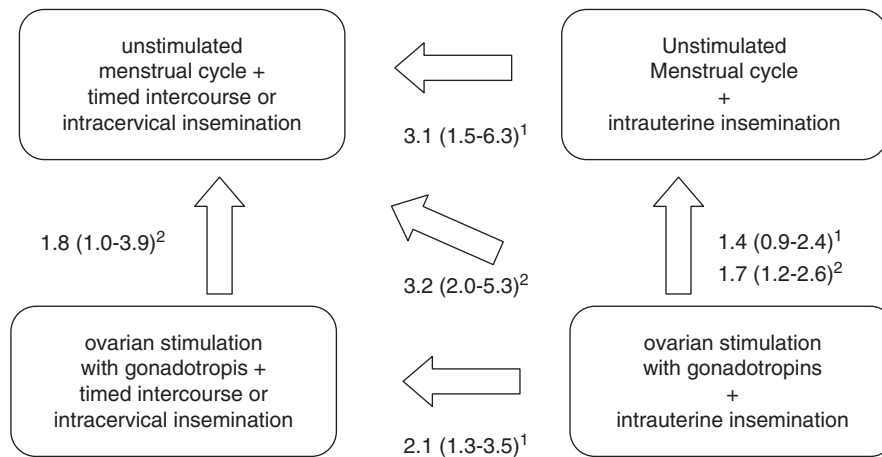 unstimulated
menstrual cycle +
timed intercourse or
intracervical insemination
Unstimulated
Menstrual cycle
+
intrauterine insemination
3.1 (1.5-6.3)¹
1.8 (1.0-3.9)²
3.2 (2.0-5.3)²
1.4 (0.9-2.4)¹
1.7 (1.2-2.6)²
ovarian stimulation
with gonadotropis +
timed intercourse or
intracervical insemination
ovarian stimulation
with gonadotropins
+
intrauterine insemination
2.1 (1.3-3.5)¹